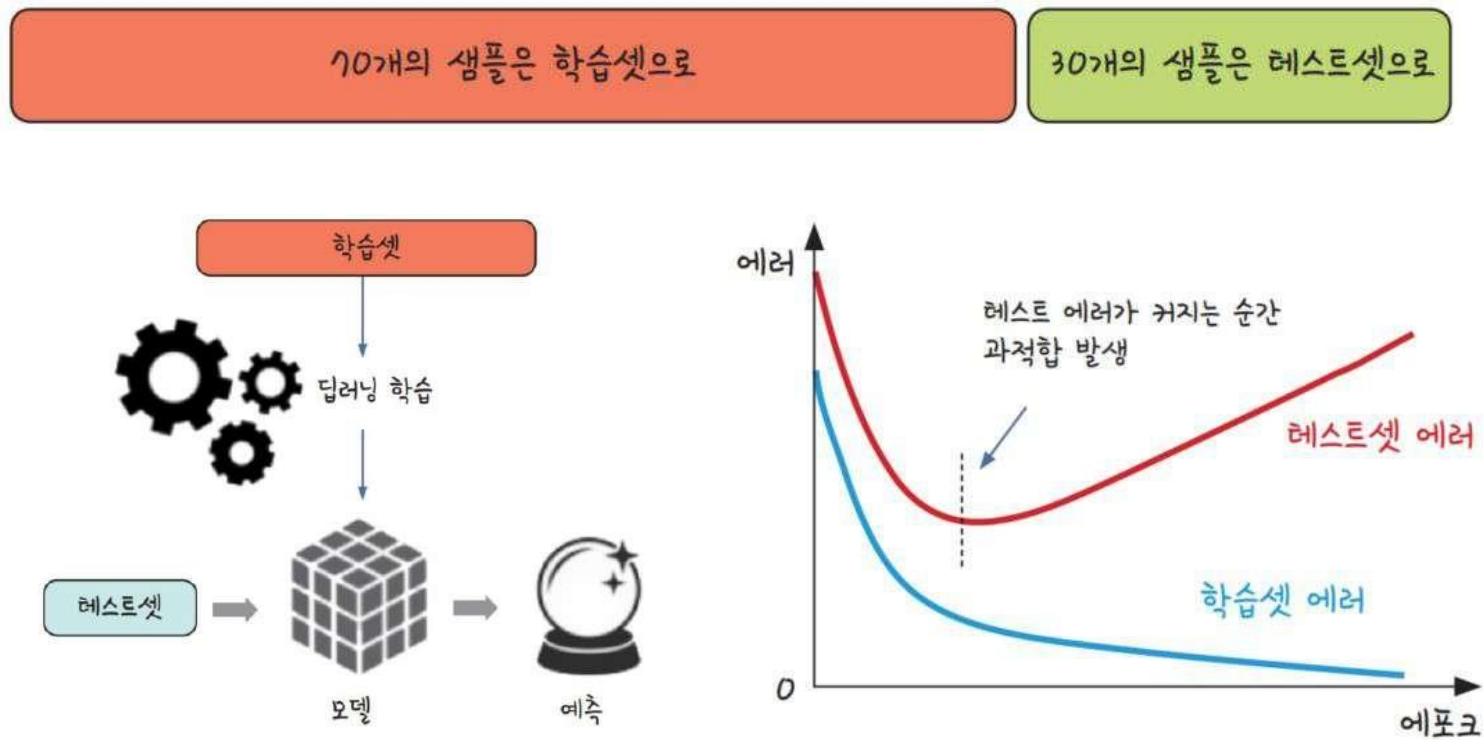 70개의 샘플은 학습셋으로
30개의 샘플은 테스트셋으로
학습셋
딥러닝 학습
테스트셋
모델
예측
에러
테스트 에러가 커지는 순간
과적합 발생
테스트셋 에러
학습셋 에러
0
에포크